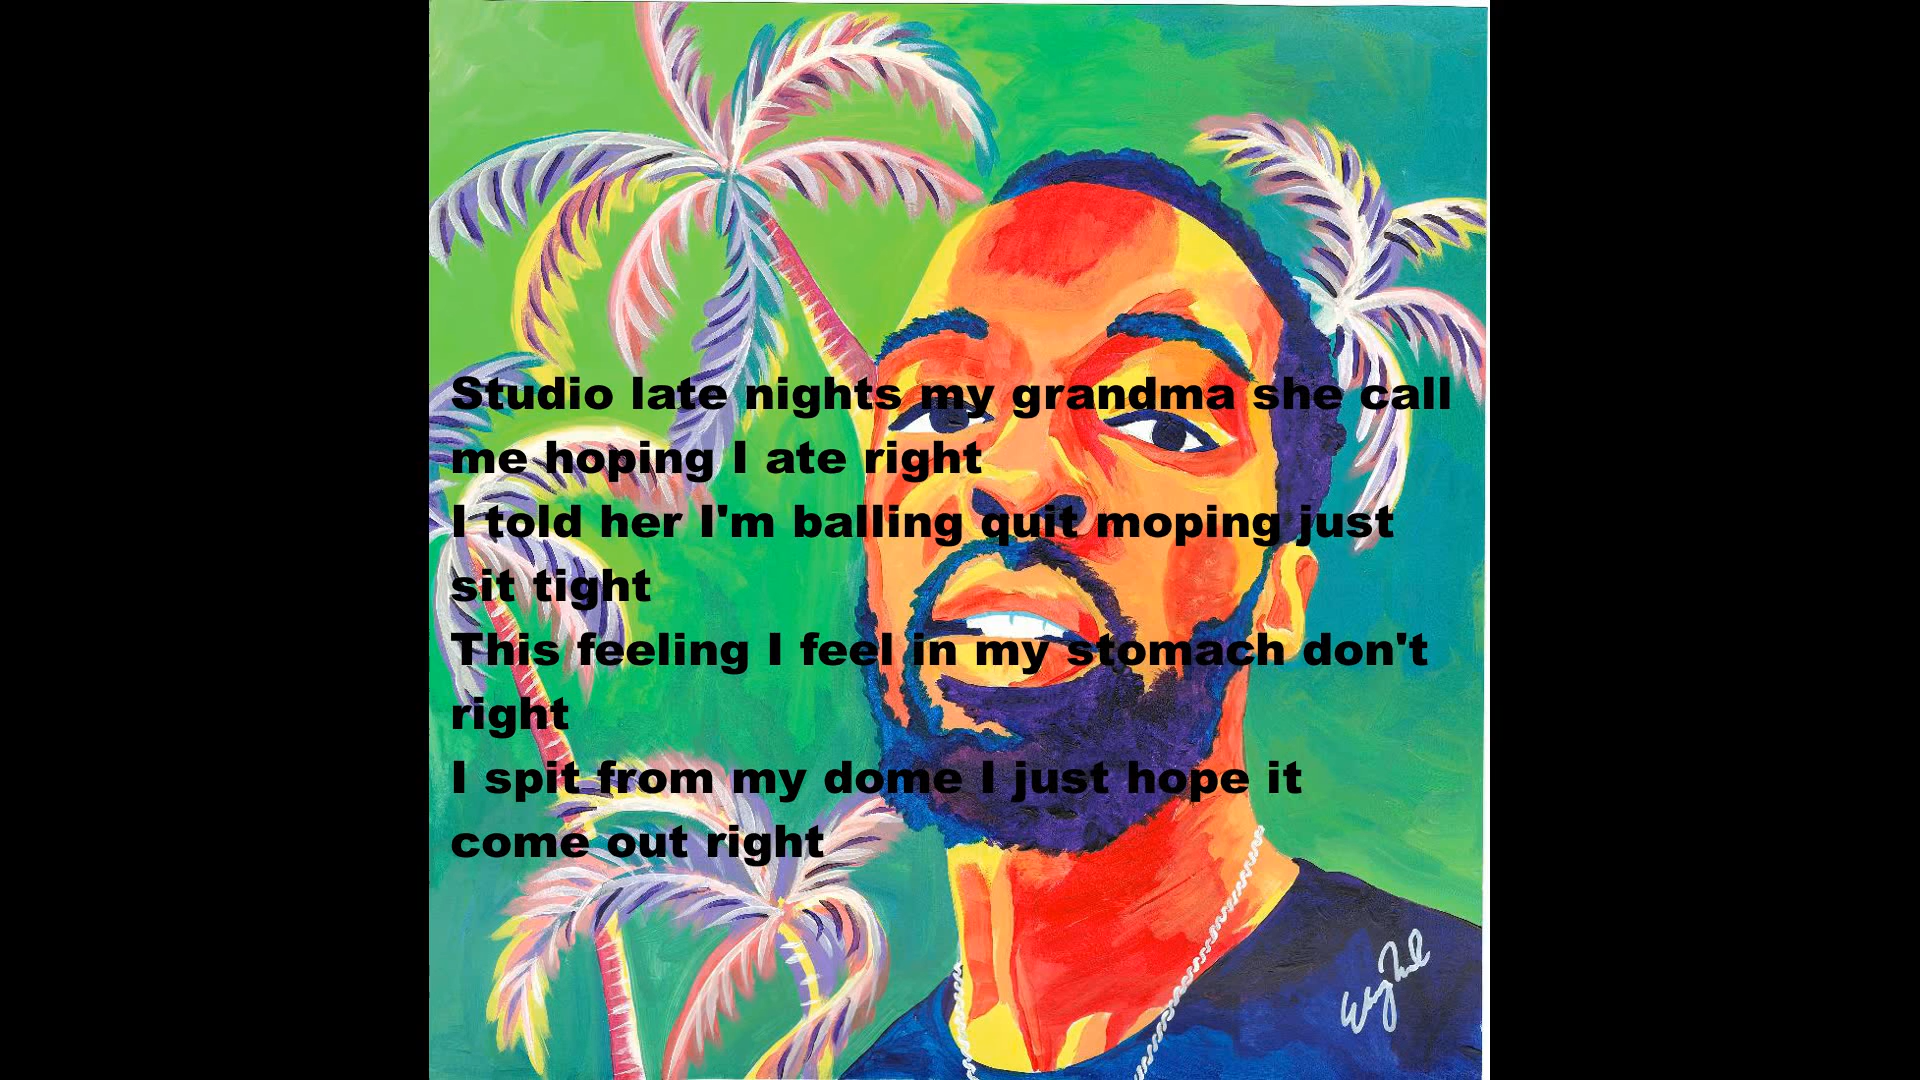 Studio late nights my grandma she call
me hoping I ate right
I told her I'm balling quit moping just
sit tight
This feeling I feel in my stomach don't
right
I spit from my dome I just hope it
come out right